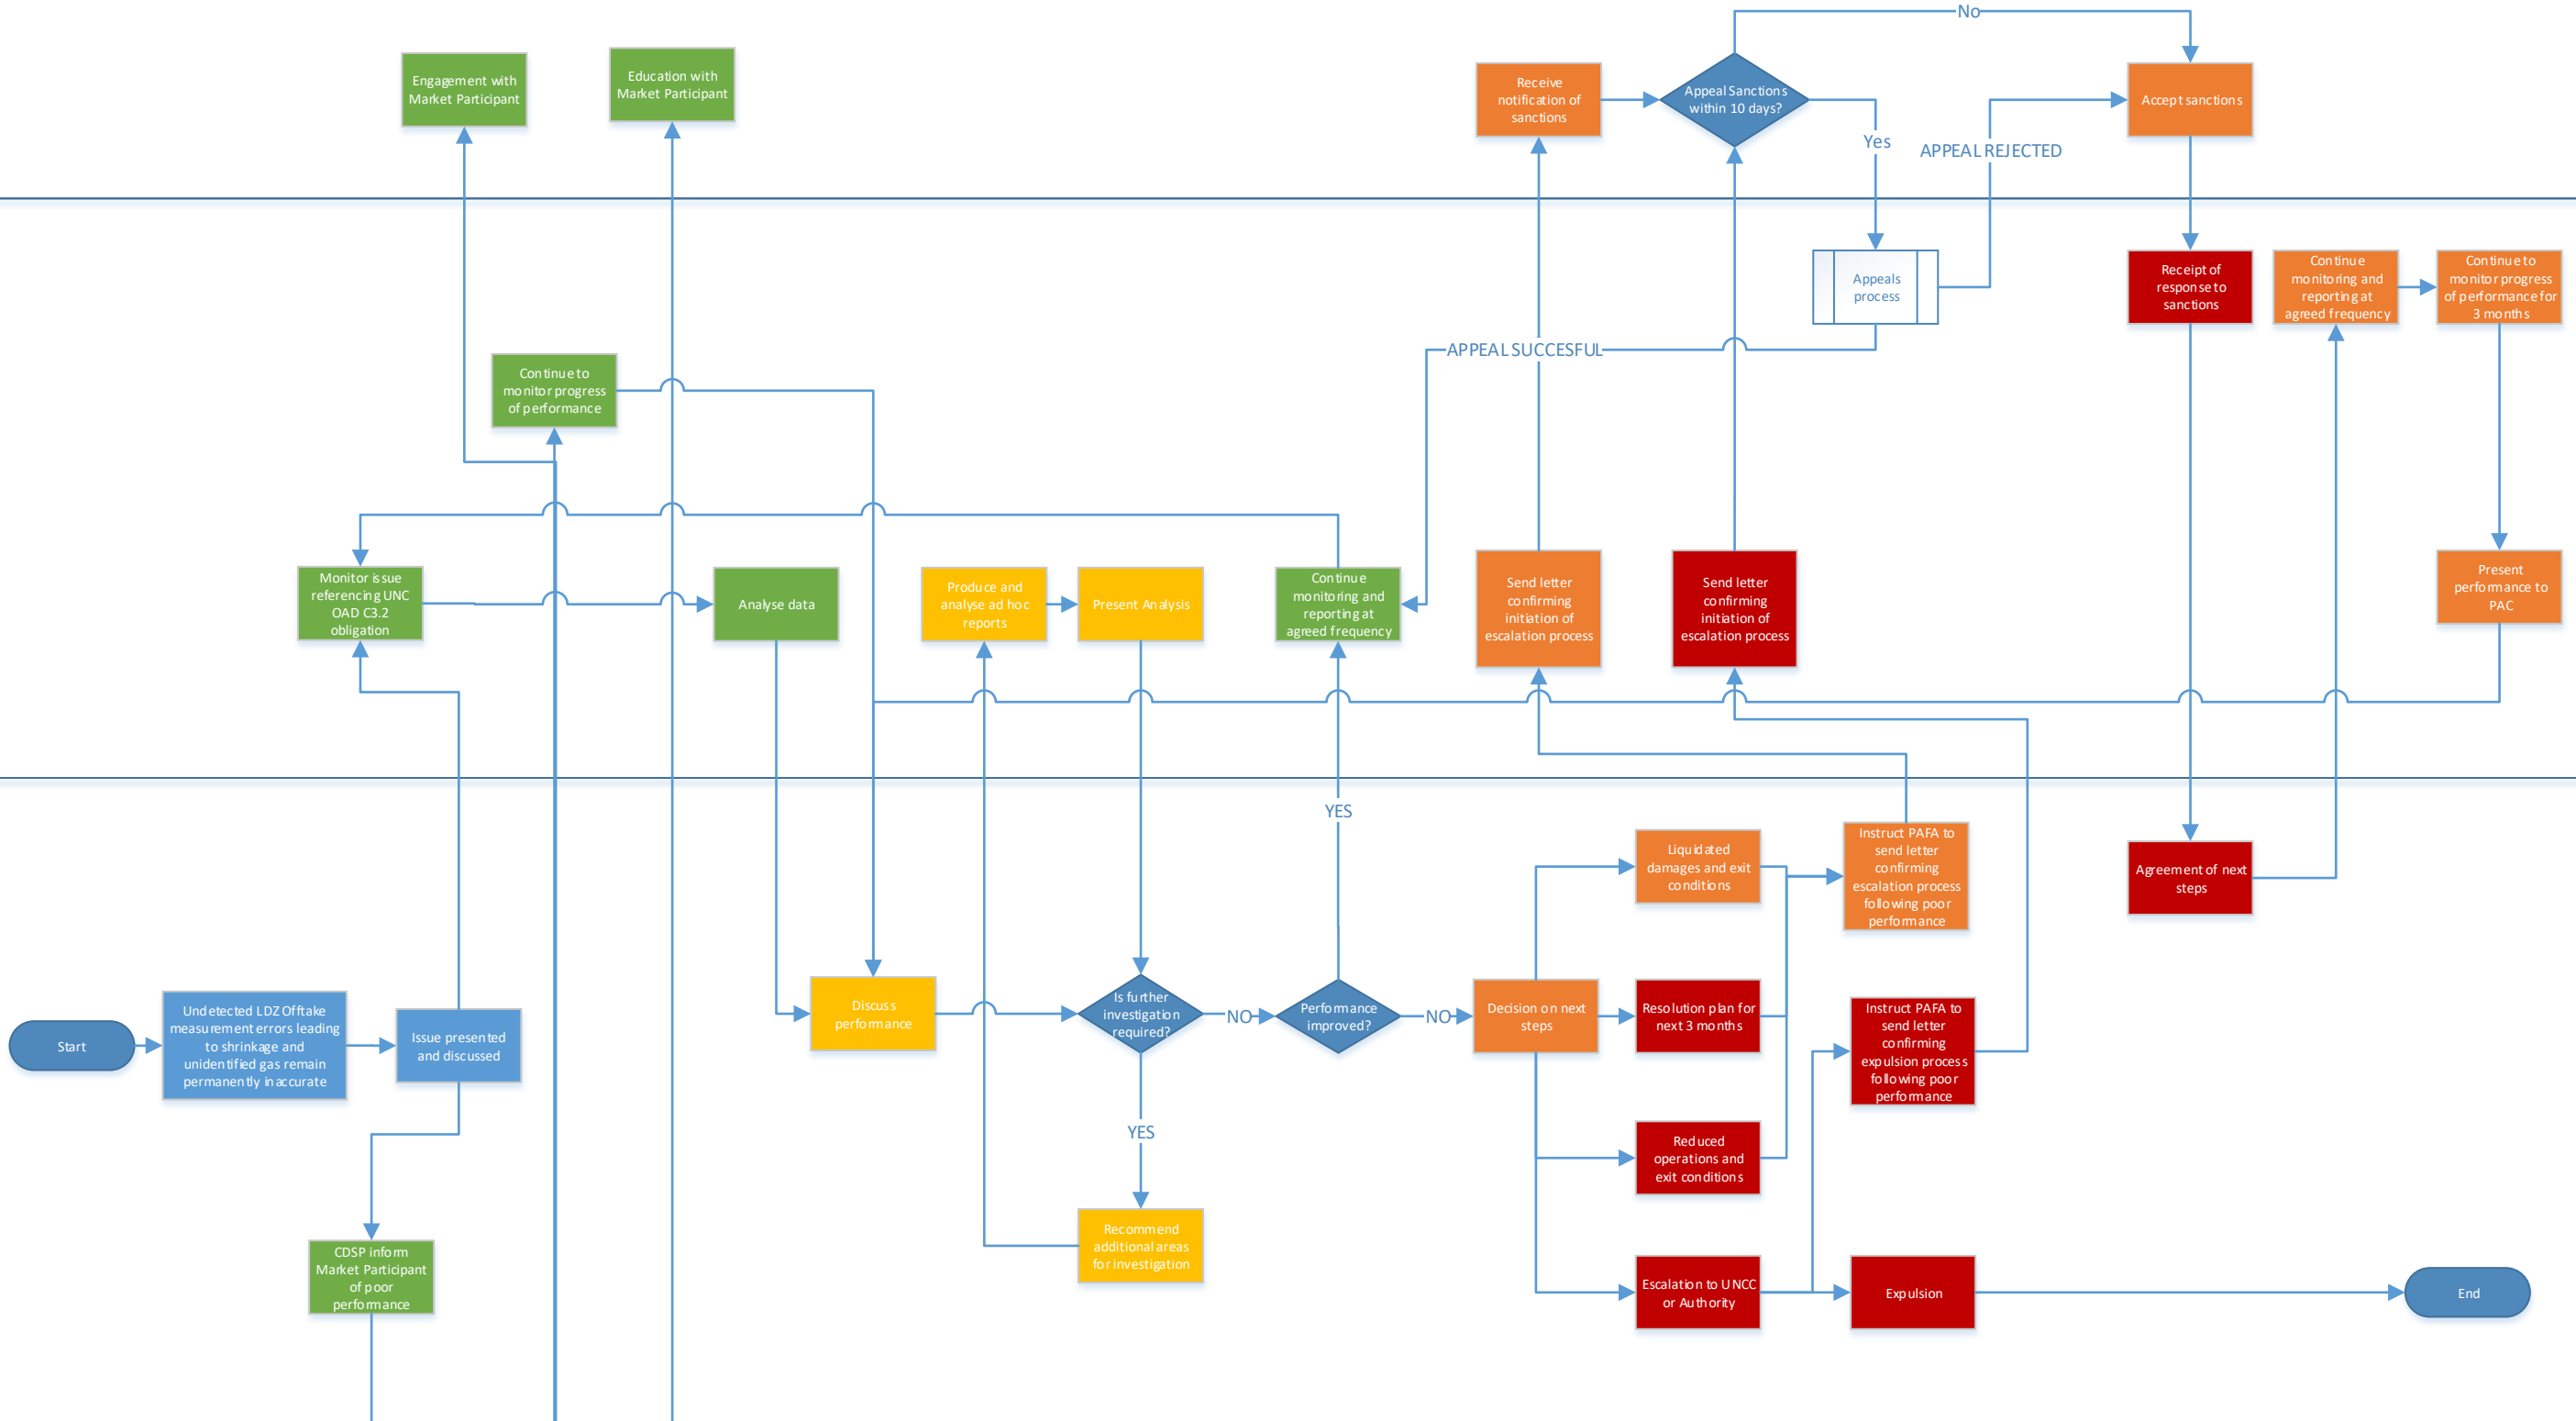 No
Engagement with
Market Participant
Education with
Market Participant
Receive
notification of
sanctions
Appeal Sanctions
within 10 days?
Accept sanctions
Yes
APPEAL REJECTED
Appeals
process
Receipt of
response to
sanctions
Continue
monitoring and
reporting at
agreed frequency
Continue to
monitor progress
of performance for
3 months
APPEAL SUCCESFUL
Continue to
monitor progress
of performance
Monitor issue
referencing UNC
OAD C3.2
obligation
Analyse data
Produce and
analyse ad hoc
reports
Present Analysis
Continue
monitoring and
reporting at
agreed frequency
Send letter
confirming
initiation of
escalation process
Send letter
confirming
initiation of
escalation process
Present
performance to
PAC
YES
Liquidated
damages and exit
conditions
Instruct PAFA to
send letter
confirming
escalation process
following poor
performance
Agreement of next
steps
Start
Undetected LDZ Offtake
measurement errors leading
to shrinkage and
unidentified gas remain
permanently inaccurate
Issue presented
and discussed
Discuss
performance
Is further
investigation
required?
NO
Performance
improved?
NO
Decision on next
steps
Resolution plan for
next 3 months
Instruct PAFA to
send letter
confirming
expulsion process
following poor
performance
YES
Reduced
operations and
exit conditions
Recommend
additional areas
for investigation
CDSP inform
Market Participant
of poor
performance
Escalation to UNCC
or Authority
Expulsion
End